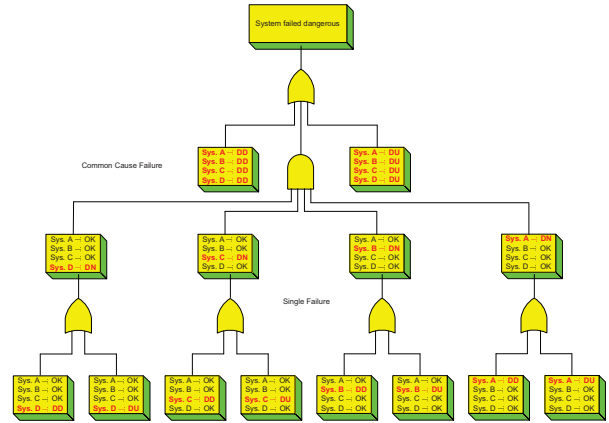 System failed dangerous
Sys. A → DD
Sys. B → DD
Sys. C → DD
Sys. D → DD
Sys. A → DU
Sys. B → DU
Sys. C → DU
Sys. D → DU
Common Cause Failure
Sys. A → OK
Sys. B → OK
Sys. C → OK
Sys. D → DN
Sys. A → OK
Sys. B → OK
Sys. C → DN
Sys. D → OK
Sys. A → OK
Sys. B → DN
Sys. C → OK
Sys. D → OK
Sys. A → DN
Sys. B → OK
Sys. C → OK
Sys. D → OK
Single Failure
Sys. A → OK
Sys. B → OK
Sys. C → OK
Sys. D → DD
Sys. A → OK
Sys. B → OK
Sys. C → OK
Sys. D → DU
Sys. A → OK
Sys. B → OK
Sys. C → DD
Sys. D → OK
Sys. A → OK
Sys. B → OK
Sys. C → DU
Sys. D → OK
Sys. A → OK
Sys. B → DD
Sys. C → OK
Sys. D → OK
Sys. A → OK
Sys. B → DU
Sys. C → OK
Sys. D → OK
Sys. A → DD
Sys. B → OK
Sys. C → OK
Sys. D → OK
Sys. A → DU
Sys. B → OK
Sys. C → OK
Sys. D → OK